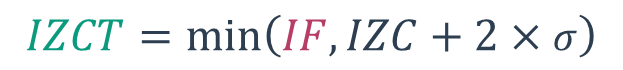 IZCT = min(IF, IZC + 2 × σ)